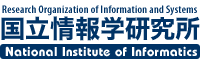 Research Organization of Information and Systems
国立情報学研究所
National Institute of Informatics